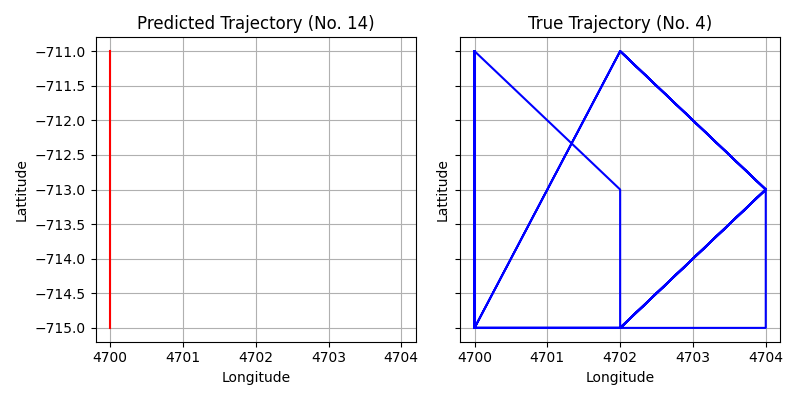 Predicted Trajectory (No. 14)
True Trajectory (No. 4)
−711.0
−711.5
−712.0
−712.5
−713.0
−713.5
−714.0
−714.5
−715.0
Lattitude
Lattitude
4700 4701 4702 4703 4704
4700 4701 4702 4703 4704
Longitude
Longitude